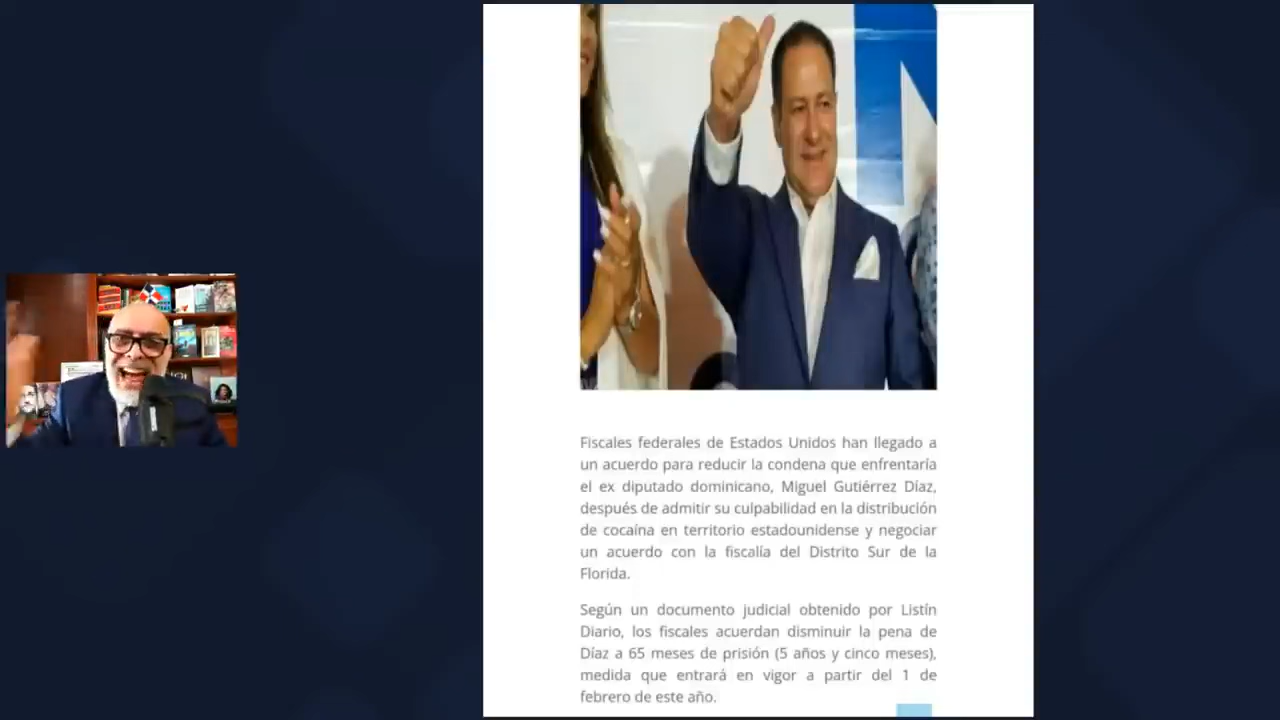 Fiscales federales de Estados Unidos han llegado a
un acuerdo para reducir la condena que enfrentaría
el ex diputado dominicano, Miguel Gutiérrez Díaz,
después de admitir su culpabilidad en la distribución
de cocaína en territorio estadounidense y negociar
un acuerdo con la fiscalía del Distrito Sur de la
Florida.
Según un documento judicial obtenido por Listín
Diario, los fiscales acuerdan disminuir la pena de
Díaz a 65 meses de prisión (5 años y cinco meses),
medida que entrará en vigor a partir del 1 de
febrero de este año.